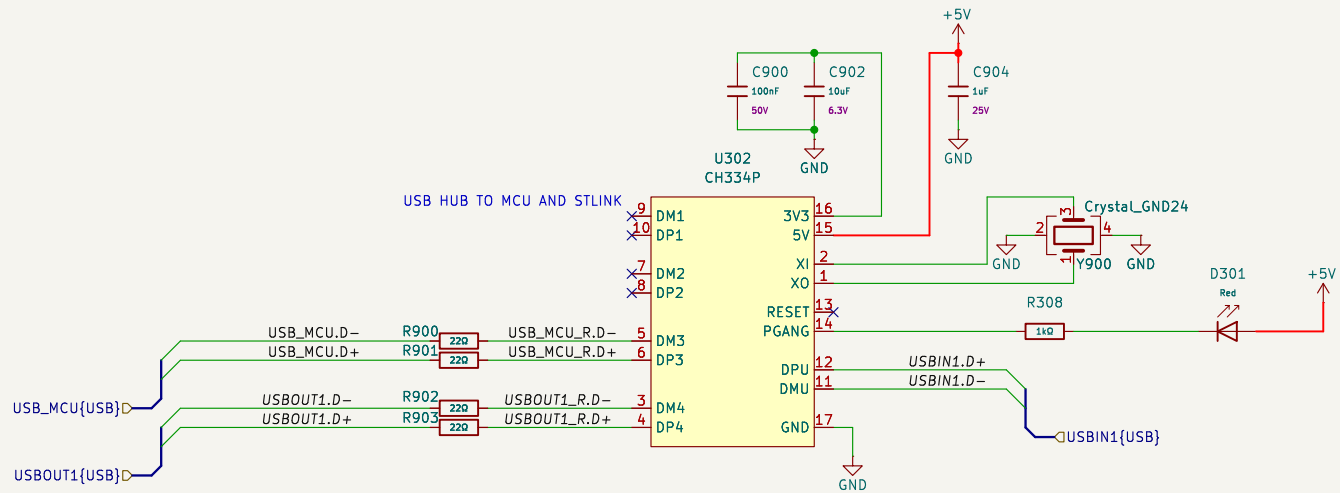 +5V
C900
100nF
50V
C902
10uF
6.3V
C904
1uF
25V
GND
GND
U302
CH334P
USB HUB TO MCU AND STLINK
9 DM1
10 DP1
7 DM2
8 DP2
5 DM3
6 DP3
3 DM4
4 DP4
3V3 16
5V 15
XI 2
XO 1
RESET 13
PGANG 14
DPU 12
DMU 11
GND 17
GND
Crystal_GND24
3
2
4
1
Y900
GND
GND
R308
1kΩ
D301
Red
+5V
USB_MCU.D-
R900
22Ω
USB_MCU_R.D-
USB_MCU.D+
R901
22Ω
USB_MCU_R.D+
USB_MCU{USB}
USBOUT1.D-
R902
22Ω
USBOUT1_R.D-
USBOUT1.D+
R903
22Ω
USBOUT1_R.D+
USBOUT1{USB}
USBIN1.D+
USBIN1.D-
USBIN1{USB}